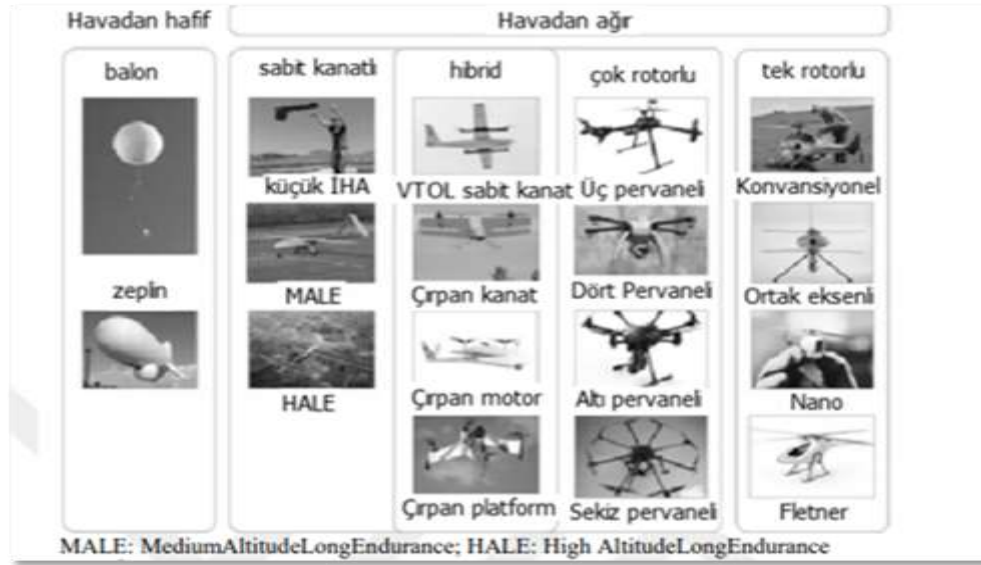 Havadan hafif
Havadan ağır
balon
zeplin
sabit kanatlı
küçük İHA
MALE
HALE
hibrid
VTOL sabit kanat
Çırpan kanat
Çırpan motor
Çırpan platform
çok rotorlu
Üç pervaneli
Dört Pervaneli
Altı pervaneli
Sekiz pervaneli
tek rotorlu
Konvansiyonel
Ortak eksenli
Nano
Fletner
MALE: MediumAltitudeLongEndurance; HALE: High AltitudeLongEndurance